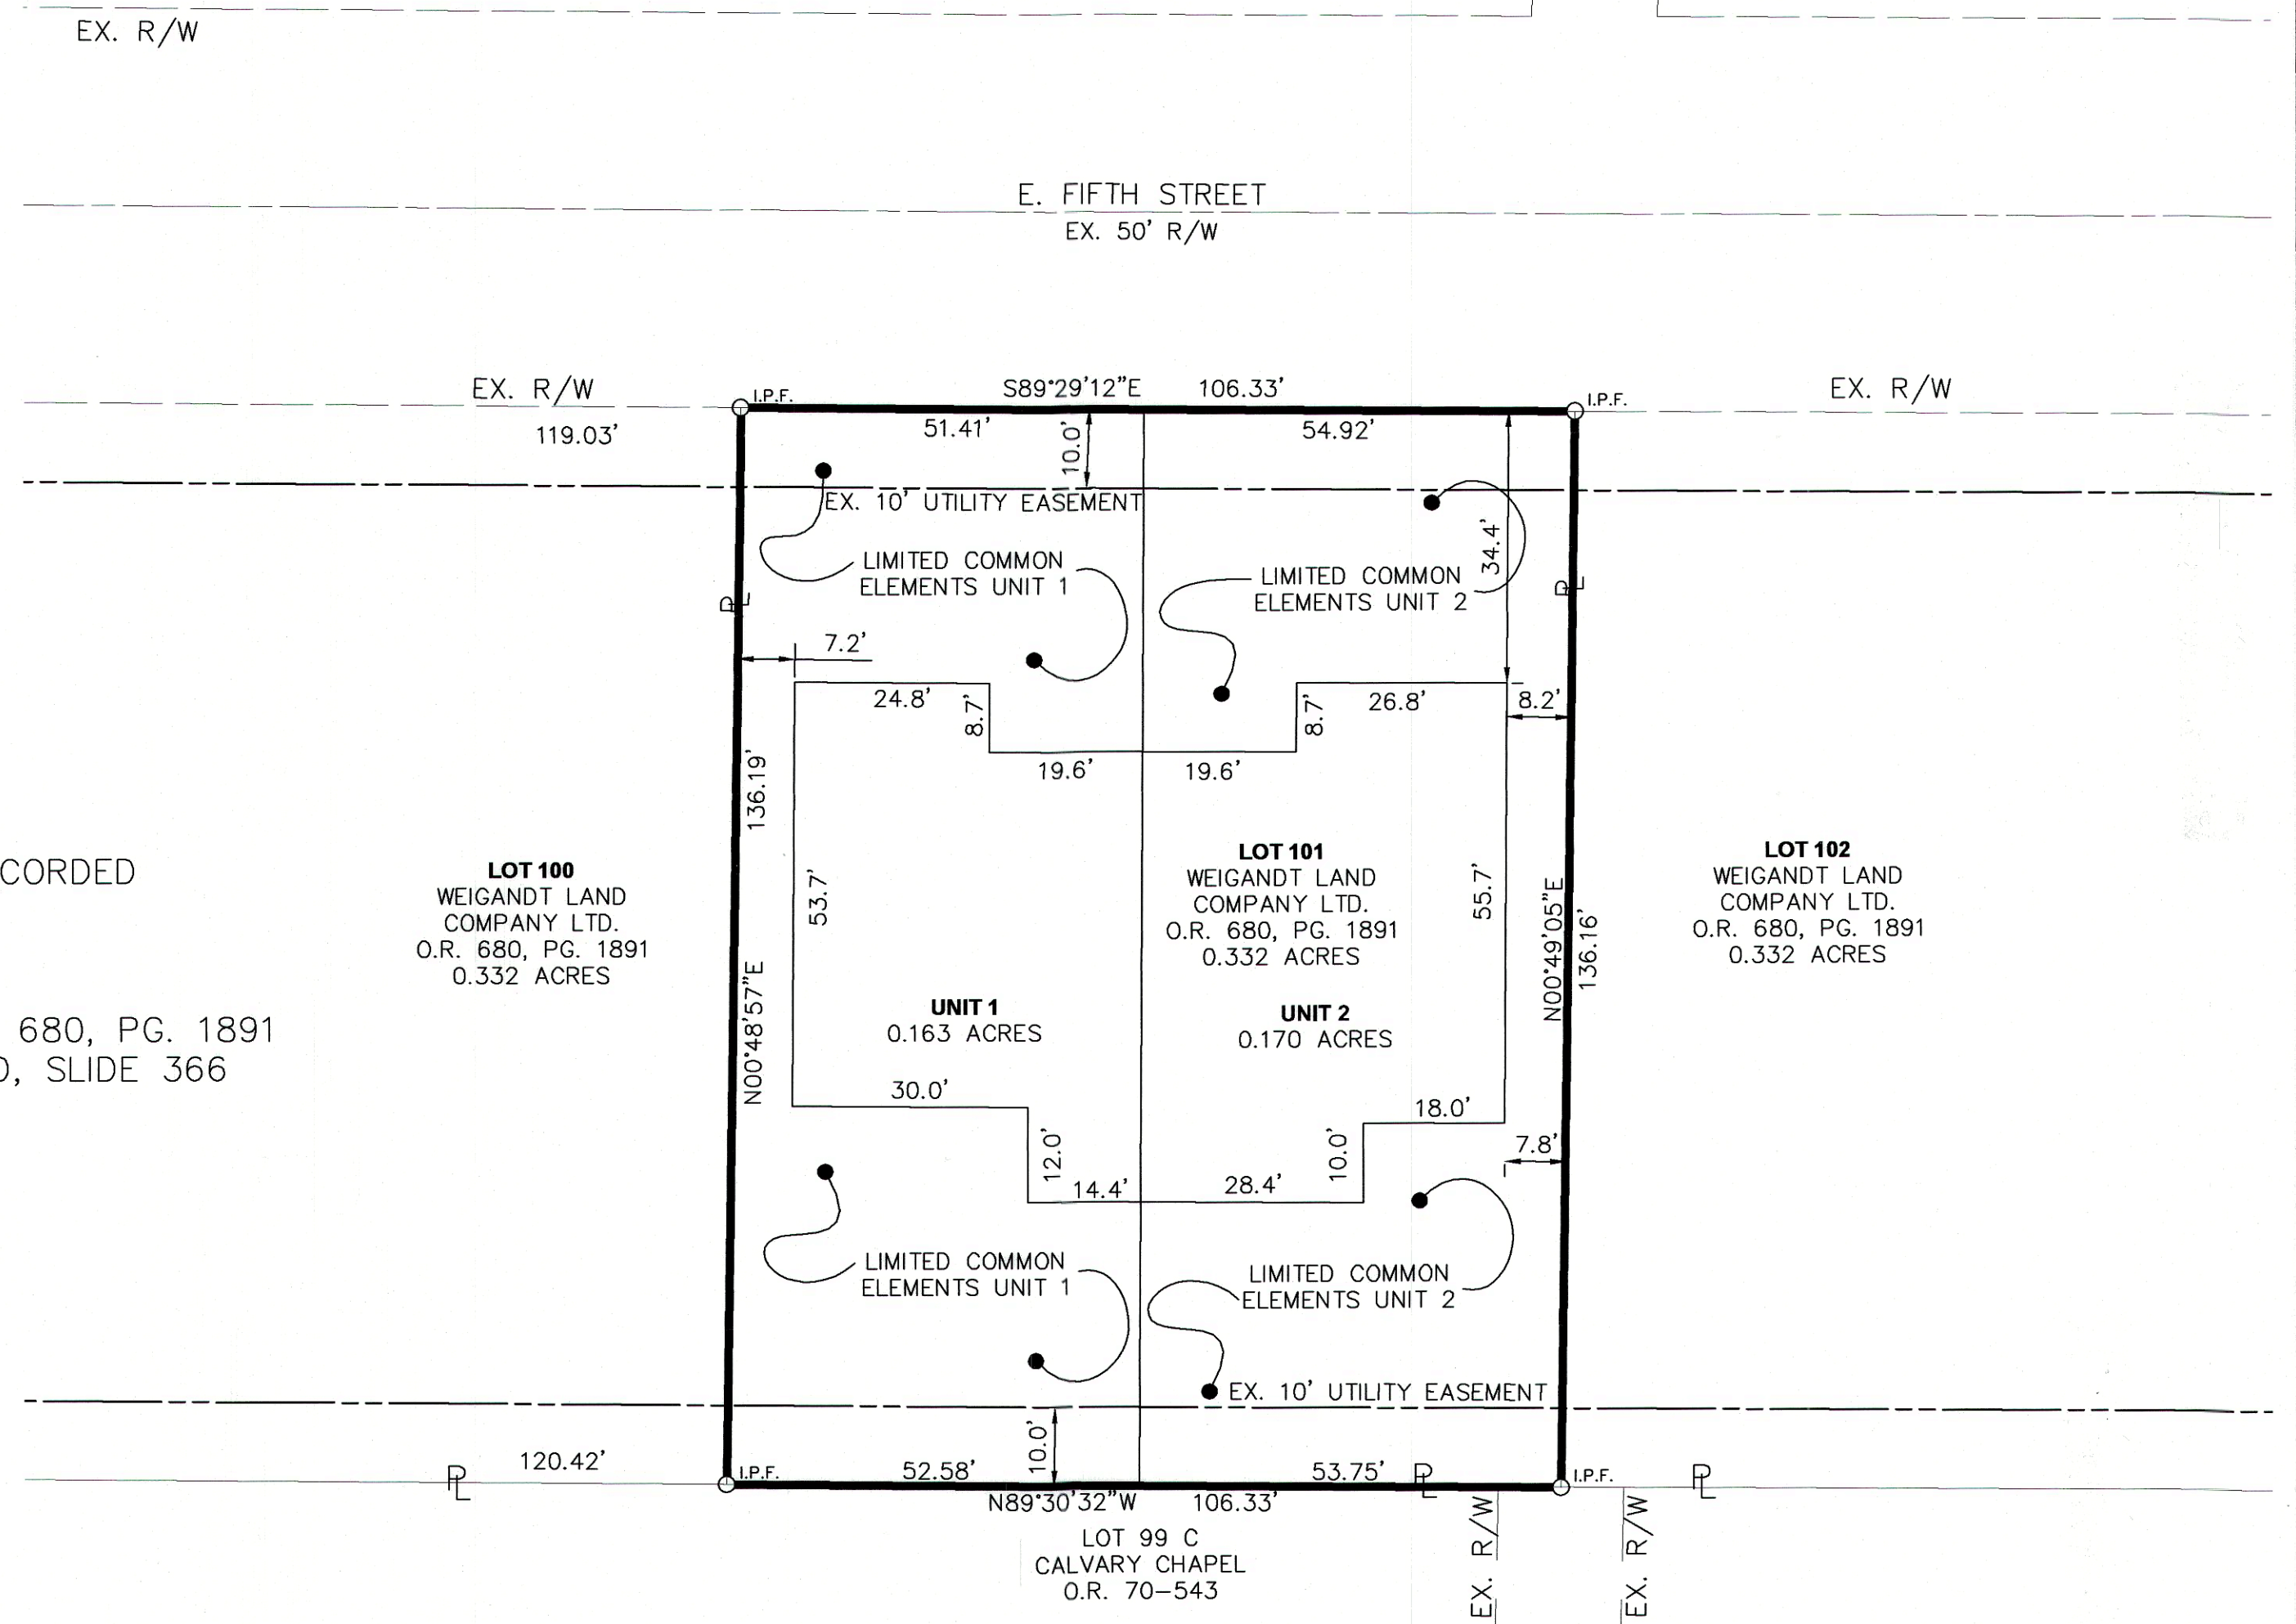 EX. R/W
E. FIFTH STREET
EX. 50' R/W
EX. R/W
S89°29'12"E 106.33'
EX. R/W
I.P.F.
I.P.F.
119.03'
51.41'
10.0'
54.92'
EX. 10' UTILITY EASEMENT
34.4'
LIMITED COMMON
ELEMENTS UNIT 1
LIMITED COMMON
ELEMENTS UNIT 2
PL
PL
7.2'
24.8'
8.7'
8.7'
26.8'
8.2'
19.6'
19.6'
136.19'
N00°48'57"E
53.7'
55.7'
N00°49'05"E
136.16'
CORDED
680, PG. 1891
, SLIDE 366
LOT 100
WEIGANDT LAND
COMPANY LTD.
O.R. 680, PG. 1891
0.332 ACRES
LOT 101
WEIGANDT LAND
COMPANY LTD.
O.R. 680, PG. 1891
0.332 ACRES
LOT 102
WEIGANDT LAND
COMPANY LTD.
O.R. 680, PG. 1891
0.332 ACRES
UNIT 1
0.163 ACRES
UNIT 2
0.170 ACRES
30.0'
18.0'
12.0'
10.0'
7.8'
14.4'
28.4'
LIMITED COMMON
ELEMENTS UNIT 1
LIMITED COMMON
ELEMENTS UNIT 2
EX. 10' UTILITY EASEMENT
10.0'
120.42'
PL
I.P.F.
52.58'
53.75'
PL
I.P.F.
PL
N89°30'32"W 106.33'
LOT 99 C
CALVARY CHAPEL
O.R. 70-543
EX. R/W
EX. R/W